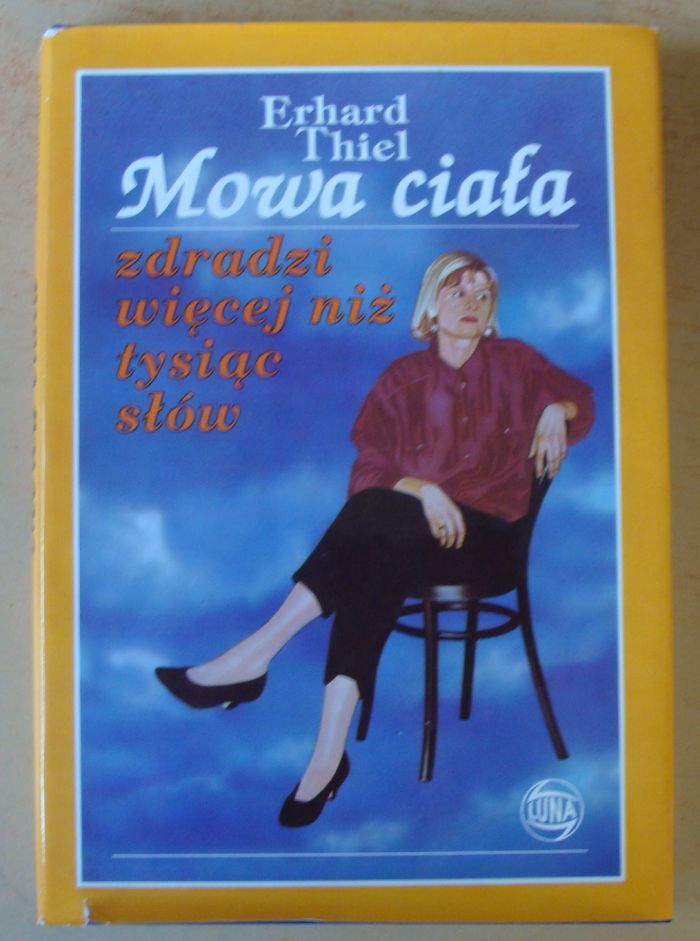 Erhard
Thiel
Mowa ciała
zdradzi
więcej niż
tysiąc
słów
LUNA